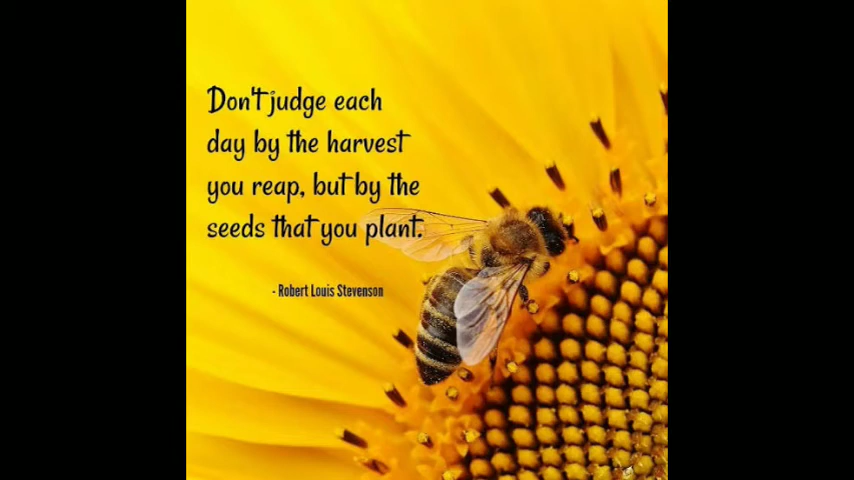 Don't judge each
day by the harvest
you reap, but by the
seeds that you plant.
- Robert Louis Stevenson